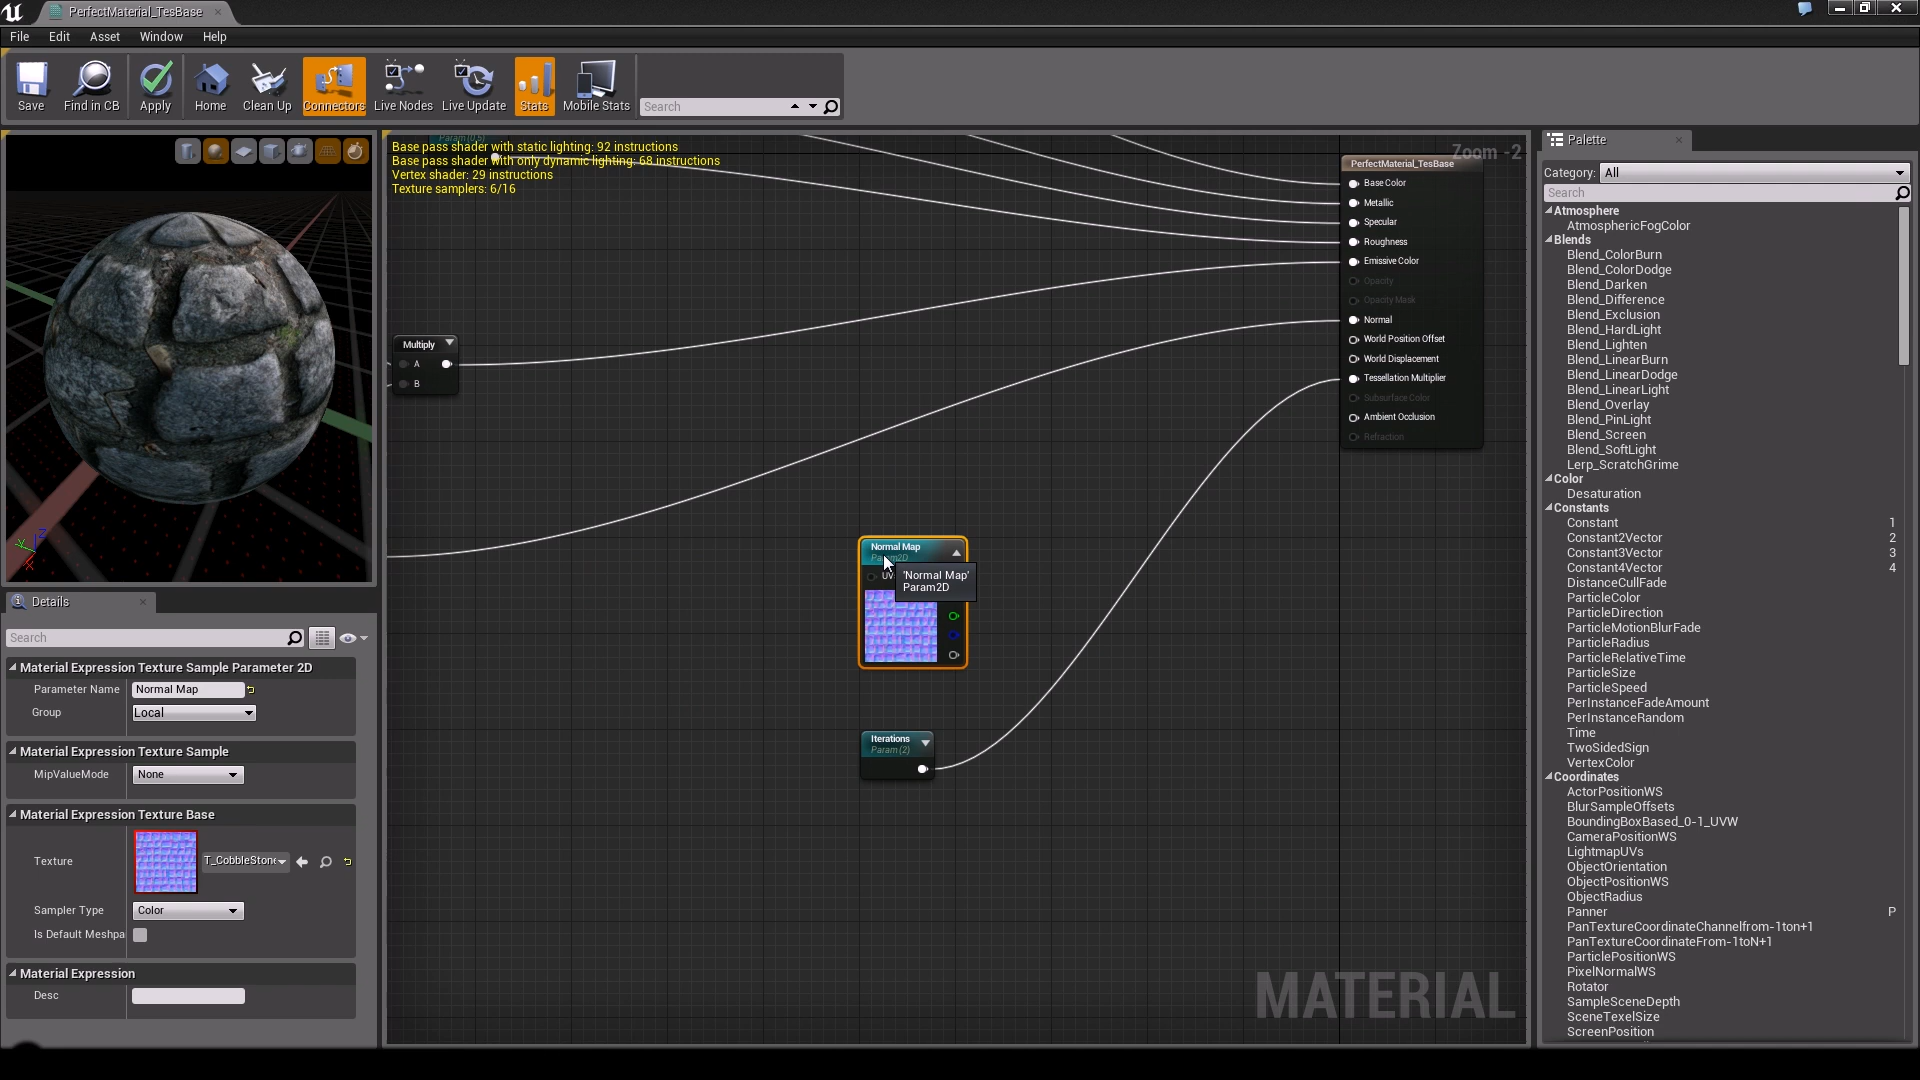 PerfectMaterial_TesBase
File Edit Asset Window Help
Save Find in CB Apply Home Clean Up Connectors Live Nodes Live Update Stats Mobile Stats Search
Param (0,5)
Base pass shader with static lighting: 92 instructions
Base pass shader with only dynamic lighting: 68 instructions
Vertex shader: 29 instructions
Texture samplers: 6/16
Zoom -2
PerfectMaterial_TesBase
Base Color
Metallic
Specular
Roughness
Emissive Color
Opacity
Opacity Mask
Normal
World Position Offset
World Displacement
Tessellation Multiplier
Subsurface Color
Ambient Occlusion
Refraction
Multiply
A
B
Normal Map
Param2D
'Normal Map'
Param2D
Iterations
Param (2)
MATERIAL
Z
Y
X
Details
Search
Material Expression Texture Sample Parameter 2D
Parameter Name Normal Map
Group Local
Material Expression Texture Sample
MipValueMode None
Material Expression Texture Base
Texture T_CobbleStone
Sampler Type Color
Is Default Meshpa
Material Expression
Desc
Palette
Category: All
Search
Atmosphere
AtmosphericFogColor
Blends
Blend_ColorBurn
Blend_ColorDodge
Blend_Darken
Blend_Difference
Blend_Exclusion
Blend_HardLight
Blend_Lighten
Blend_LinearBurn
Blend_LinearDodge
Blend_LinearLight
Blend_Overlay
Blend_PinLight
Blend_Screen
Blend_SoftLight
Lerp_ScratchGrime
Color
Desaturation
Constants
Constant 1
Constant2Vector 2
Constant3Vector 3
Constant4Vector 4
DistanceCullFade
ParticleColor
ParticleDirection
ParticleMotionBlurFade
ParticleRadius
ParticleRelativeTime
ParticleSize
ParticleSpeed
PerInstanceFadeAmount
PerInstanceRandom
Time
TwoSidedSign
VertexColor
Coordinates
ActorPositionWS
BlurSampleOffsets
BoundingBoxBased_0-1_UVW
CameraPositionWS
LightmapUVs
ObjectOrientation
ObjectPositionWS
ObjectRadius
Panner P
PanTextureCoordinateChannelfrom-1ton+1
PanTextureCoordinateFrom-1toN+1
ParticlePositionWS
PixelNormalWS
Rotator
SampleSceneDepth
SceneTexelSize
ScreenPosition